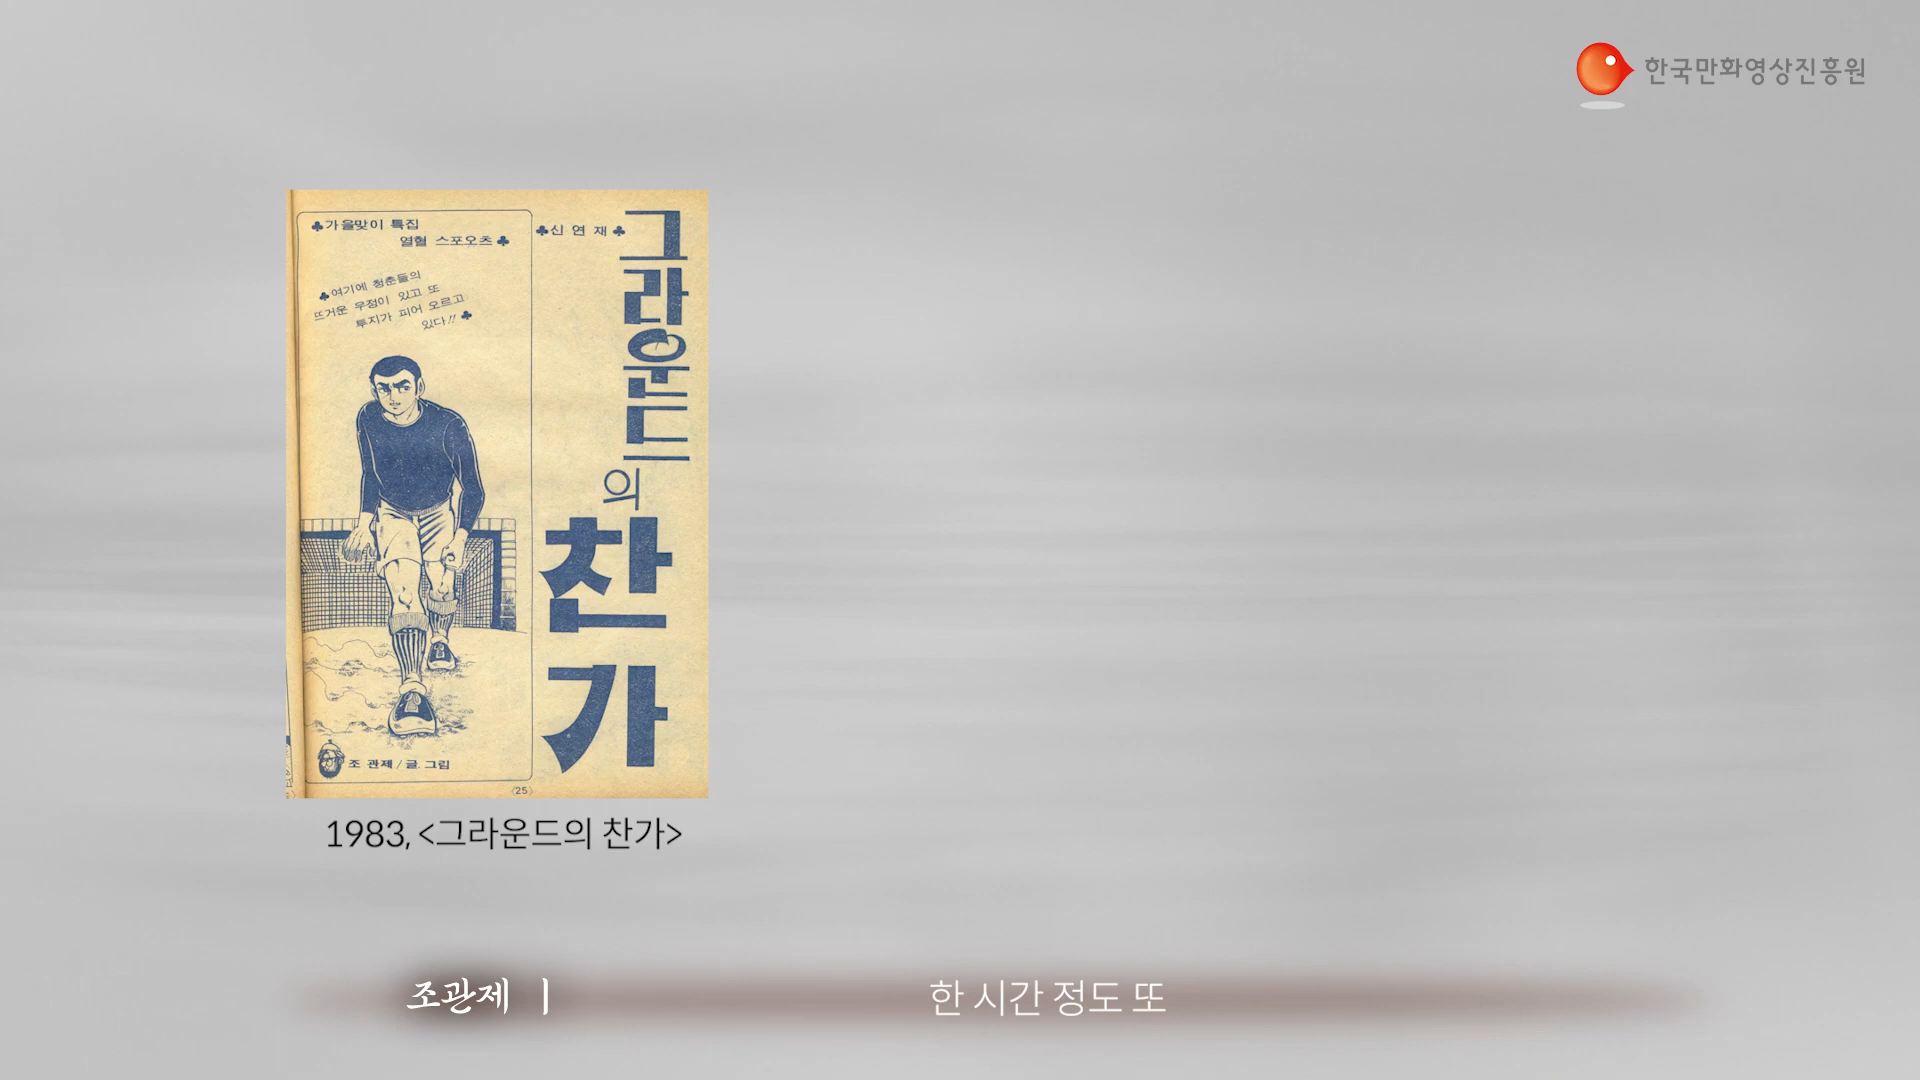 한국만화영상진흥원
♣가을맞이 특집
열혈 스포오츠♣
♣여기에 청춘들의
뜨거운 우정이 있고 또
투지가 피어 오르고
있다!!♣
♣신 연 재♣
그라운드의
찬가
조 관제/글.그림
〈25〉
1983, <그라운드의 찬가>
조관제 | 한 시간 정도 또